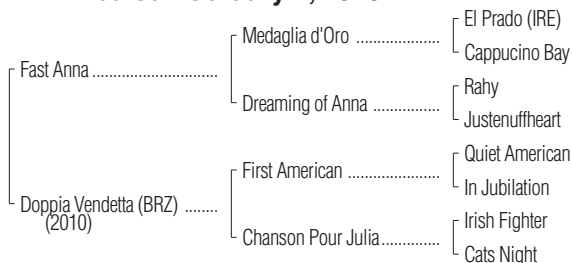 El Prado (IRE)
Medaglia d'Oro ....................
Cappucino Bay
Fast Anna ..............................
Rahy
Dreaming of Anna ................
Justenuffheart
Quiet American
First American ......................
In Jubilation
Doppia Vendetta (BRZ) ........
(2010)
Irish Fighter
Chanson Pour Julia..............
Cats Night